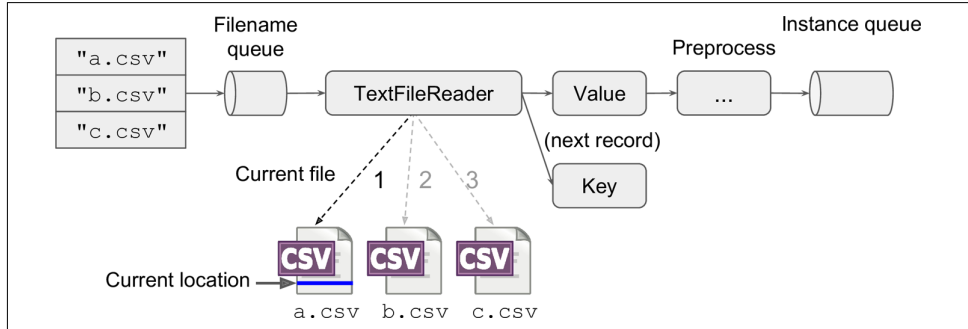 Filename
queue
Instance queue
Preprocess
"a.csv"
"b.csv"
"c.csv"
TextFileReader
Value
...
(next record)
Key
Current file
1
2
3
CSV
CSV
CSV
Current location
a.csv
b.csv
c.csv